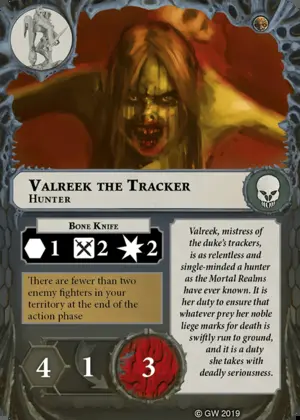 VALREEK THE TRACKER
HUNTER
BONE KNIFE
1 2 2
There are fewer than two
enemy fighters in your
territory at the end of the
action phase
Valreek, mistress of
the duke's trackers,
is as relentless and
single-minded a hunter
as the Mortal Realms
have ever known. It is
her duty to ensure that
whatever prey her noble
liege marks for death is
swiftly run to ground,
and it is a duty
she takes with
deadly seriousness.
4 1 3
© GW 2019